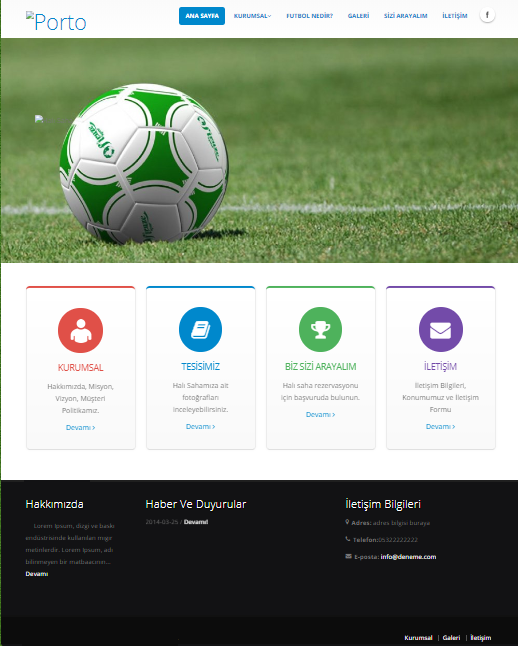 Porto
ANA SAYFA KURUMSAL FUTBOL NEDİR? GALERİ SİZİ ARAYALIM İLETİŞİM f
KURUMSAL
Hakkımızda, Misyon,
Vizyon, Müşteri
Politikamız.
Devamı
TESİSİMİZ
Halı Sahamıza ait
fotoğrafları
inceleyebilirsiniz.
Devamı
BİZ SİZİ ARAYALIM
Halı saha rezervasyonu
için başvuruda bulunun.
Devamı
İLETİŞİM
İletişim Bilgileri,
Konumumuz ve İletişim
Formu
Devamı
Hakkımızda
Lorem Ipsum, dizgi ve baskı
endüstrisinde kullanılan mıgır
metinlerdir. Lorem Ipsum, adı
bilinmeyen bir matbaacının...
Devamı
Haber Ve Duyurular
2014-03-25 / Devamıl
İletişim Bilgileri
Adres: adres bilgisi buraya
Telefon:05322222222
E-posta: info@deneme.com
Kurumsal | Galeri | İletişim